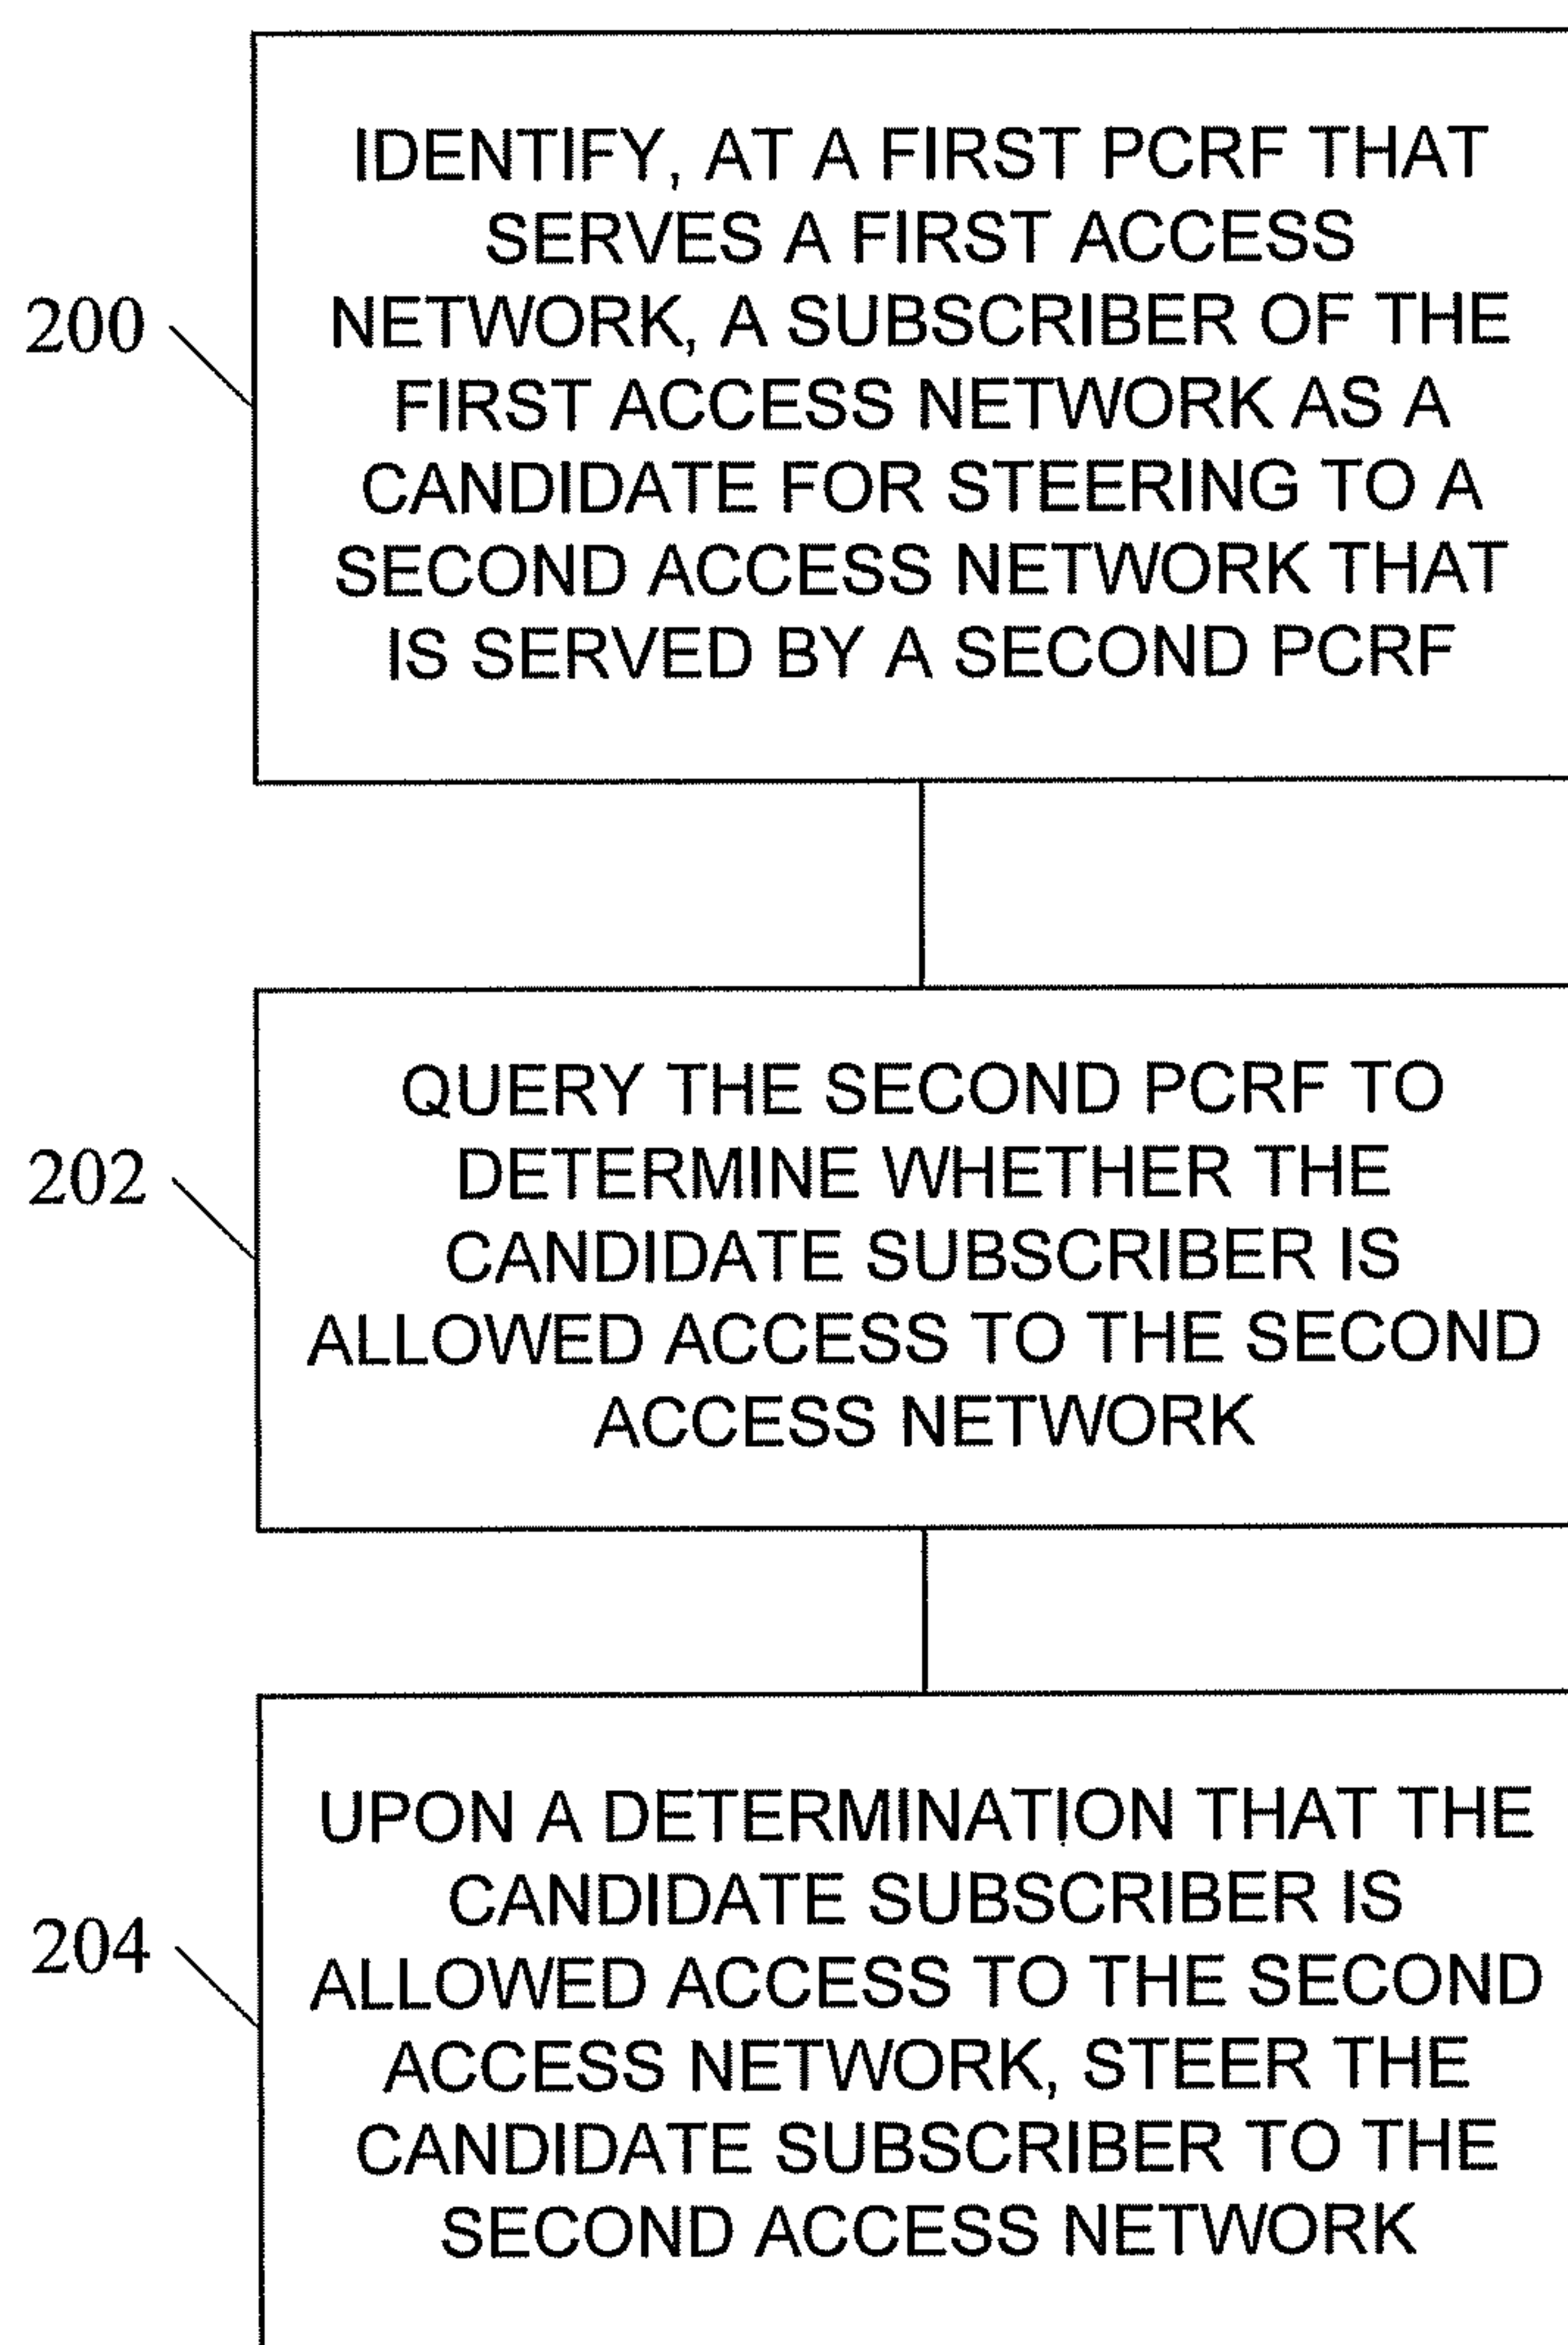 IDENTIFY, AT A FIRST PCRF THAT
SERVES A FIRST ACCESS
NETWORK, A SUBSCRIBER OF THE
FIRST ACCESS NETWORK AS A
CANDIDATE FOR STEERING TO A
SECOND ACCESS NETWORK THAT
IS SERVED BY A SECOND PCRF
200
QUERY THE SECOND PCRF TO
DETERMINE WHETHER THE
CANDIDATE SUBSCRIBER IS
ALLOWED ACCESS TO THE SECOND
ACCESS NETWORK
202
UPON A DETERMINATION THAT THE
CANDIDATE SUBSCRIBER IS
ALLOWED ACCESS TO THE SECOND
ACCESS NETWORK, STEER THE
CANDIDATE SUBSCRIBER TO THE
SECOND ACCESS NETWORK
204